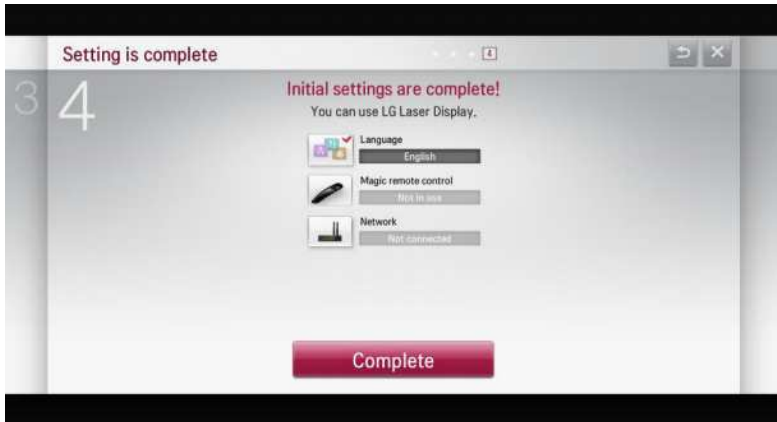 Setting is complete
4
3
4
Initial settings are complete!
You can use LG Laser Display.
Language
English
Magic remote control
Not in use
Network
Not connected
Complete